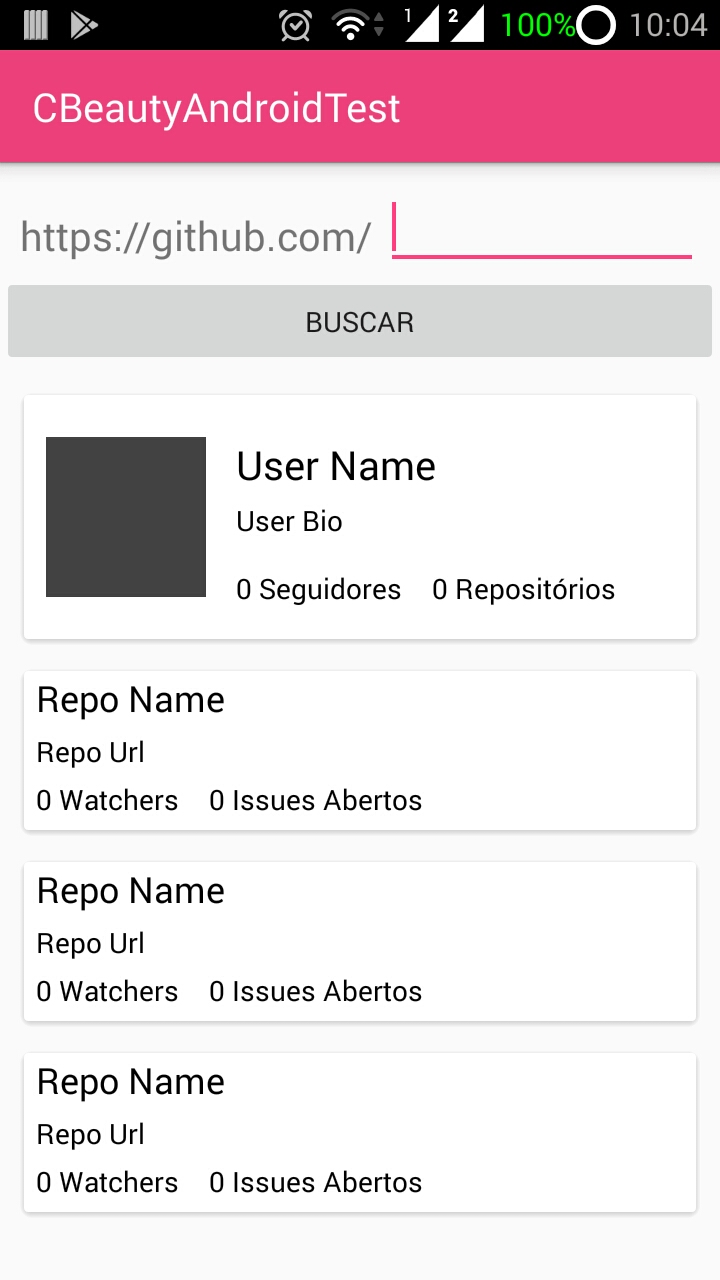 1 2 100% 10:04
CBeautyAndroidTest
https://github.com/
BUSCAR
User Name
User Bio
0 Seguidores 0 Repositórios
Repo Name
Repo Url
0 Watchers 0 Issues Abertos
Repo Name
Repo Url
0 Watchers 0 Issues Abertos
Repo Name
Repo Url
0 Watchers 0 Issues Abertos